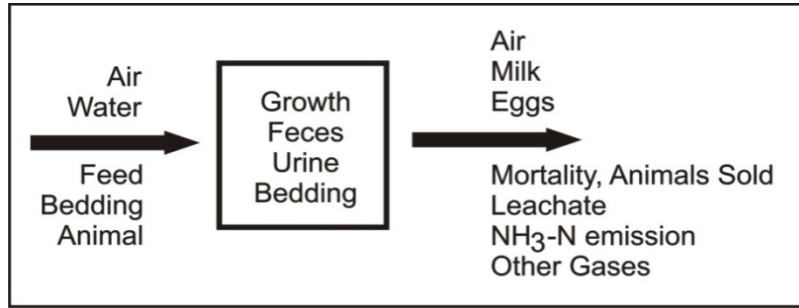 Air
Water
Feed
Bedding
Animal
Growth
Feces
Urine
Bedding
Air
Milk
Eggs
Mortality, Animals Sold
Leachate
NH3-N emission
Other Gases